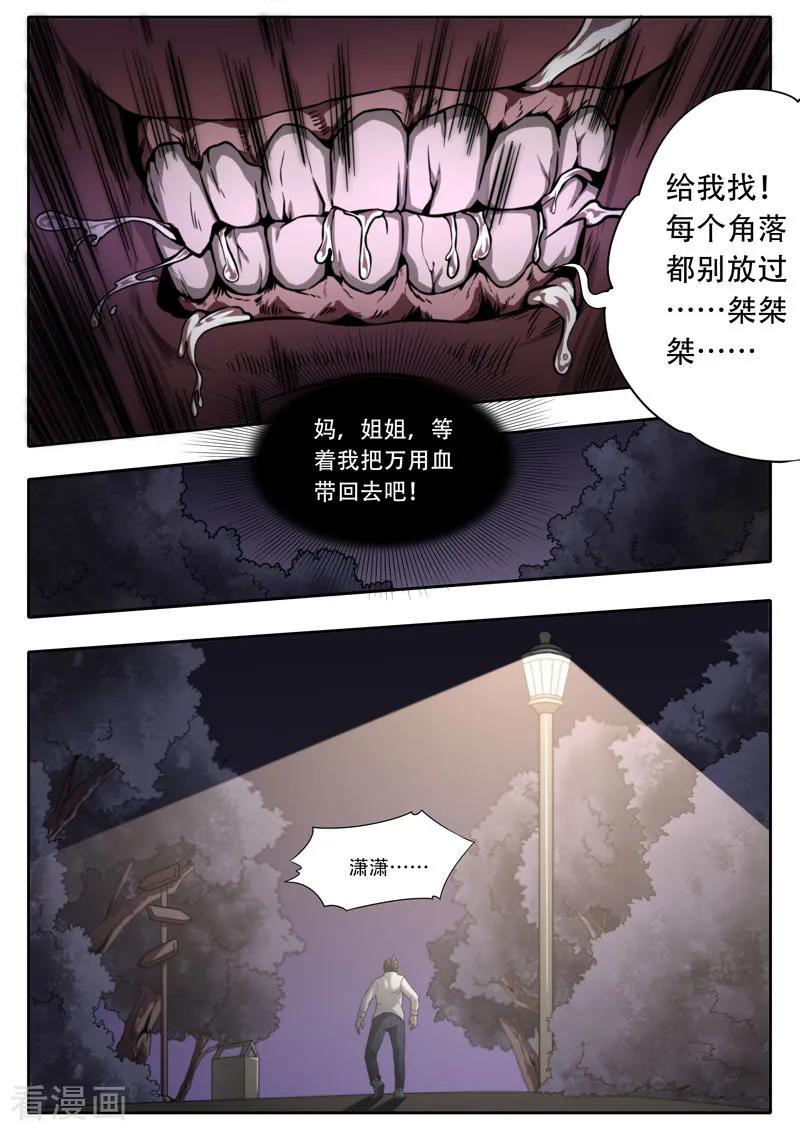 给我找！
每个角落
都别放过
……桀桀
桀……
妈，姐姐，等
着我把万用血
带回去吧！
潇潇……
看漫画